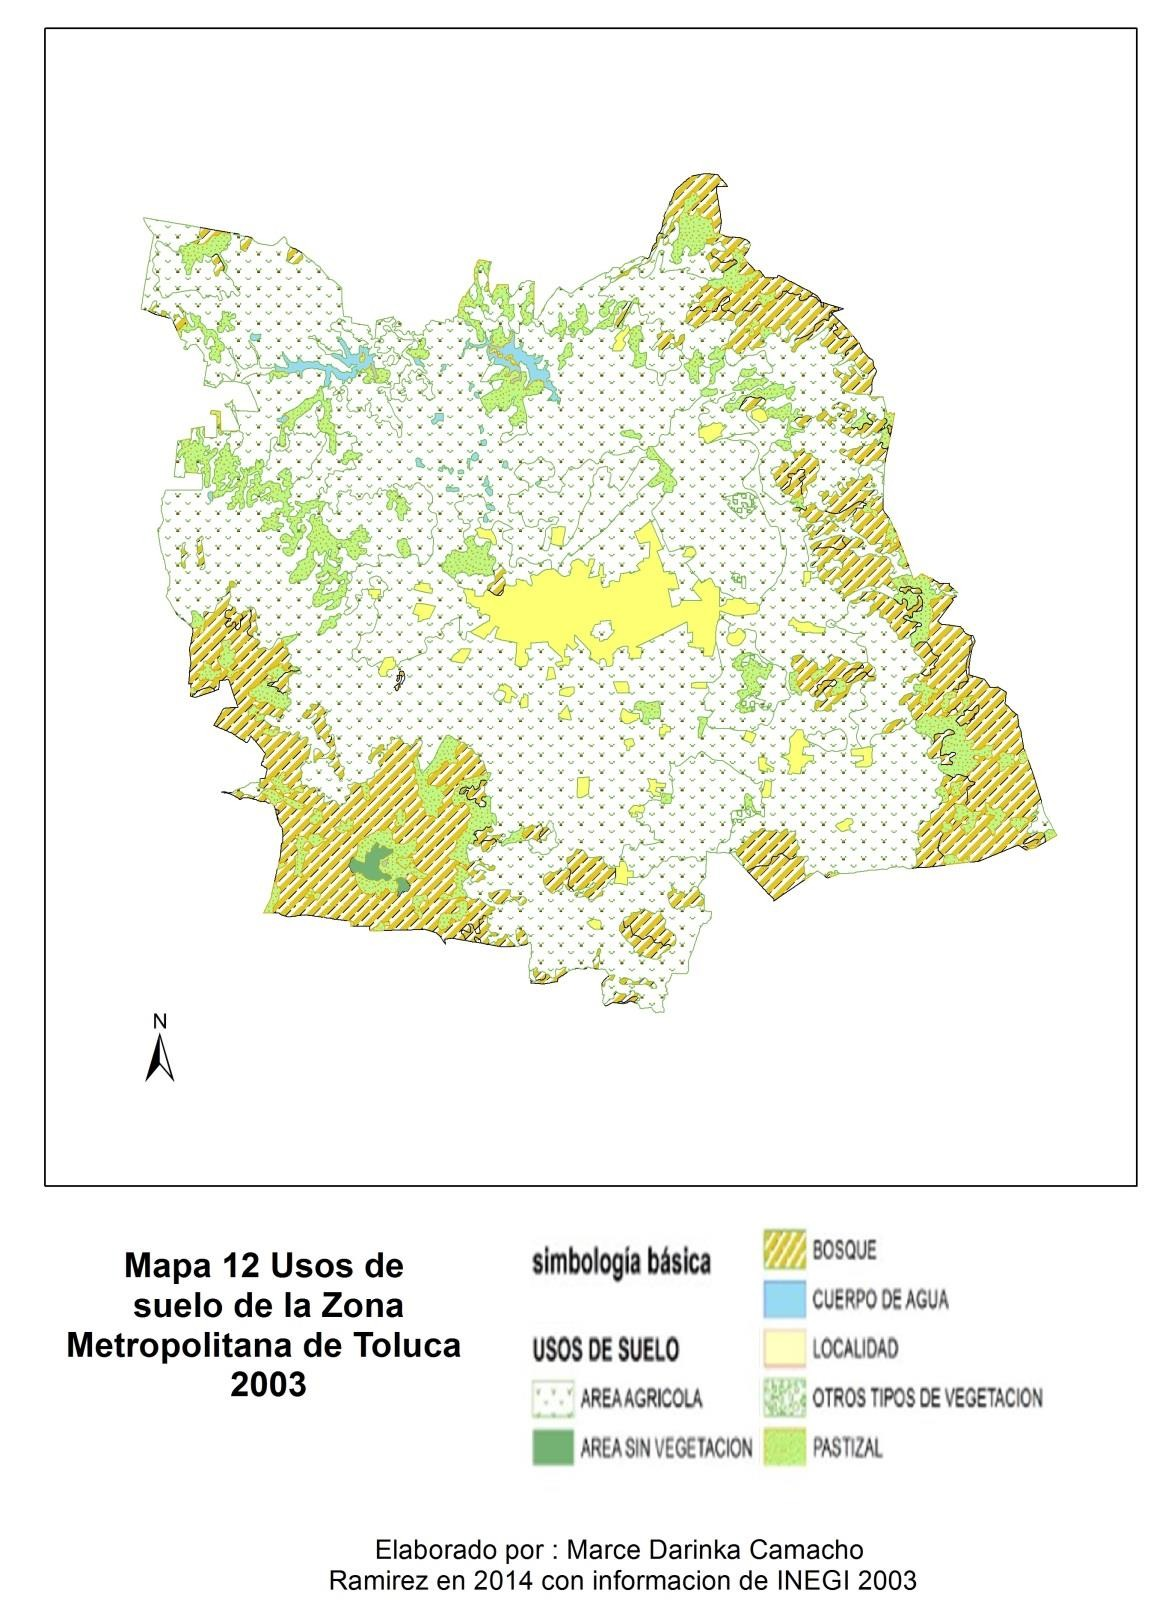 N
Mapa 12 Usos de
suelo de la Zona
Metropolitana de Toluca
2003
simbología básica
USOS DE SUELO
AREA AGRICOLA
AREA SIN VEGETACION
BOSQUE
CUERPO DE AGUA
LOCALIDAD
OTROS TIPOS DE VEGETACION
PASTIZAL
Elaborado por : Marce Darinka Camacho
Ramirez en 2014 con informacion de INEGI 2003